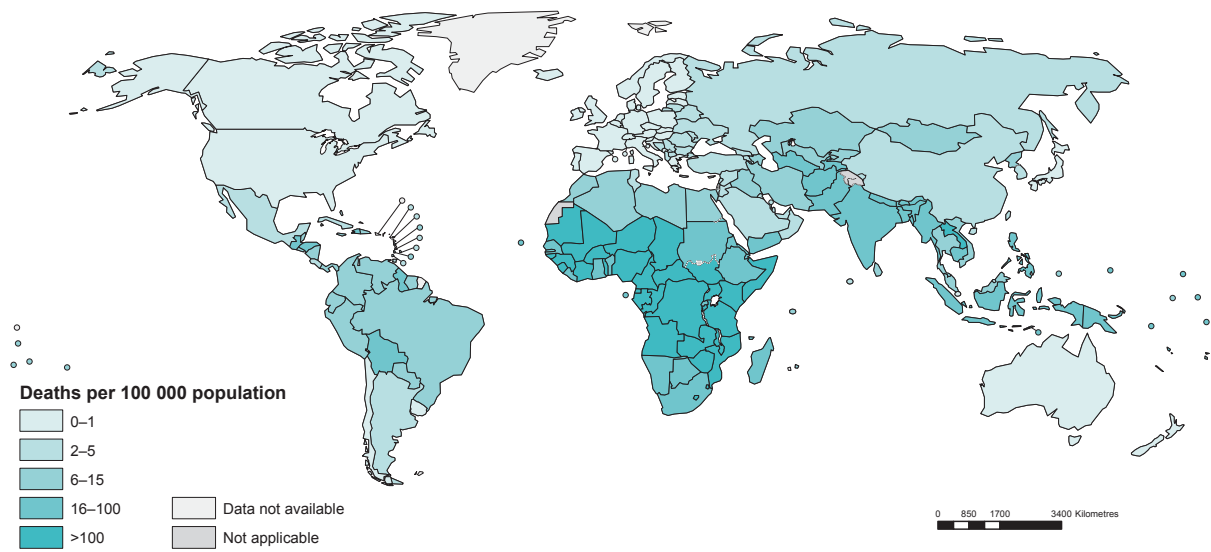 Deaths per 100 000 population
0–1
2–5
6–15
16–100
>100
Data not available
Not applicable
0 850 1700 3400 Kilometres